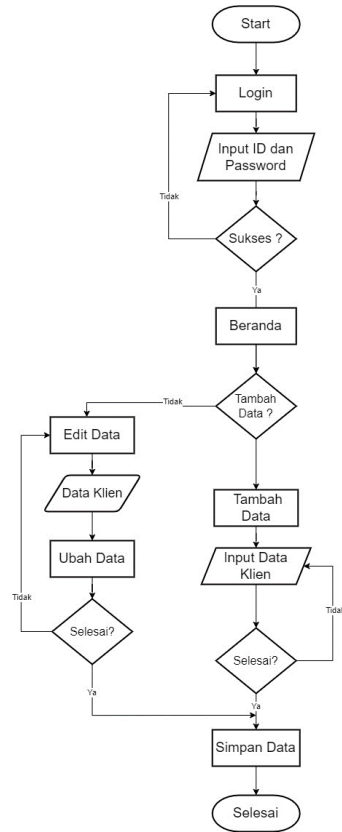 Start
Login
Input ID dan
Password
Tidak
Sukses ?
Ya
Beranda
Tambah
Data ?
Tidak
Edit Data
Data Klien
Ubah Data
Tidak
Selesai?
Ya
Tambah
Data
Input Data
Klien
Tidak
Selesai?
Ya
Simpan Data
Selesai